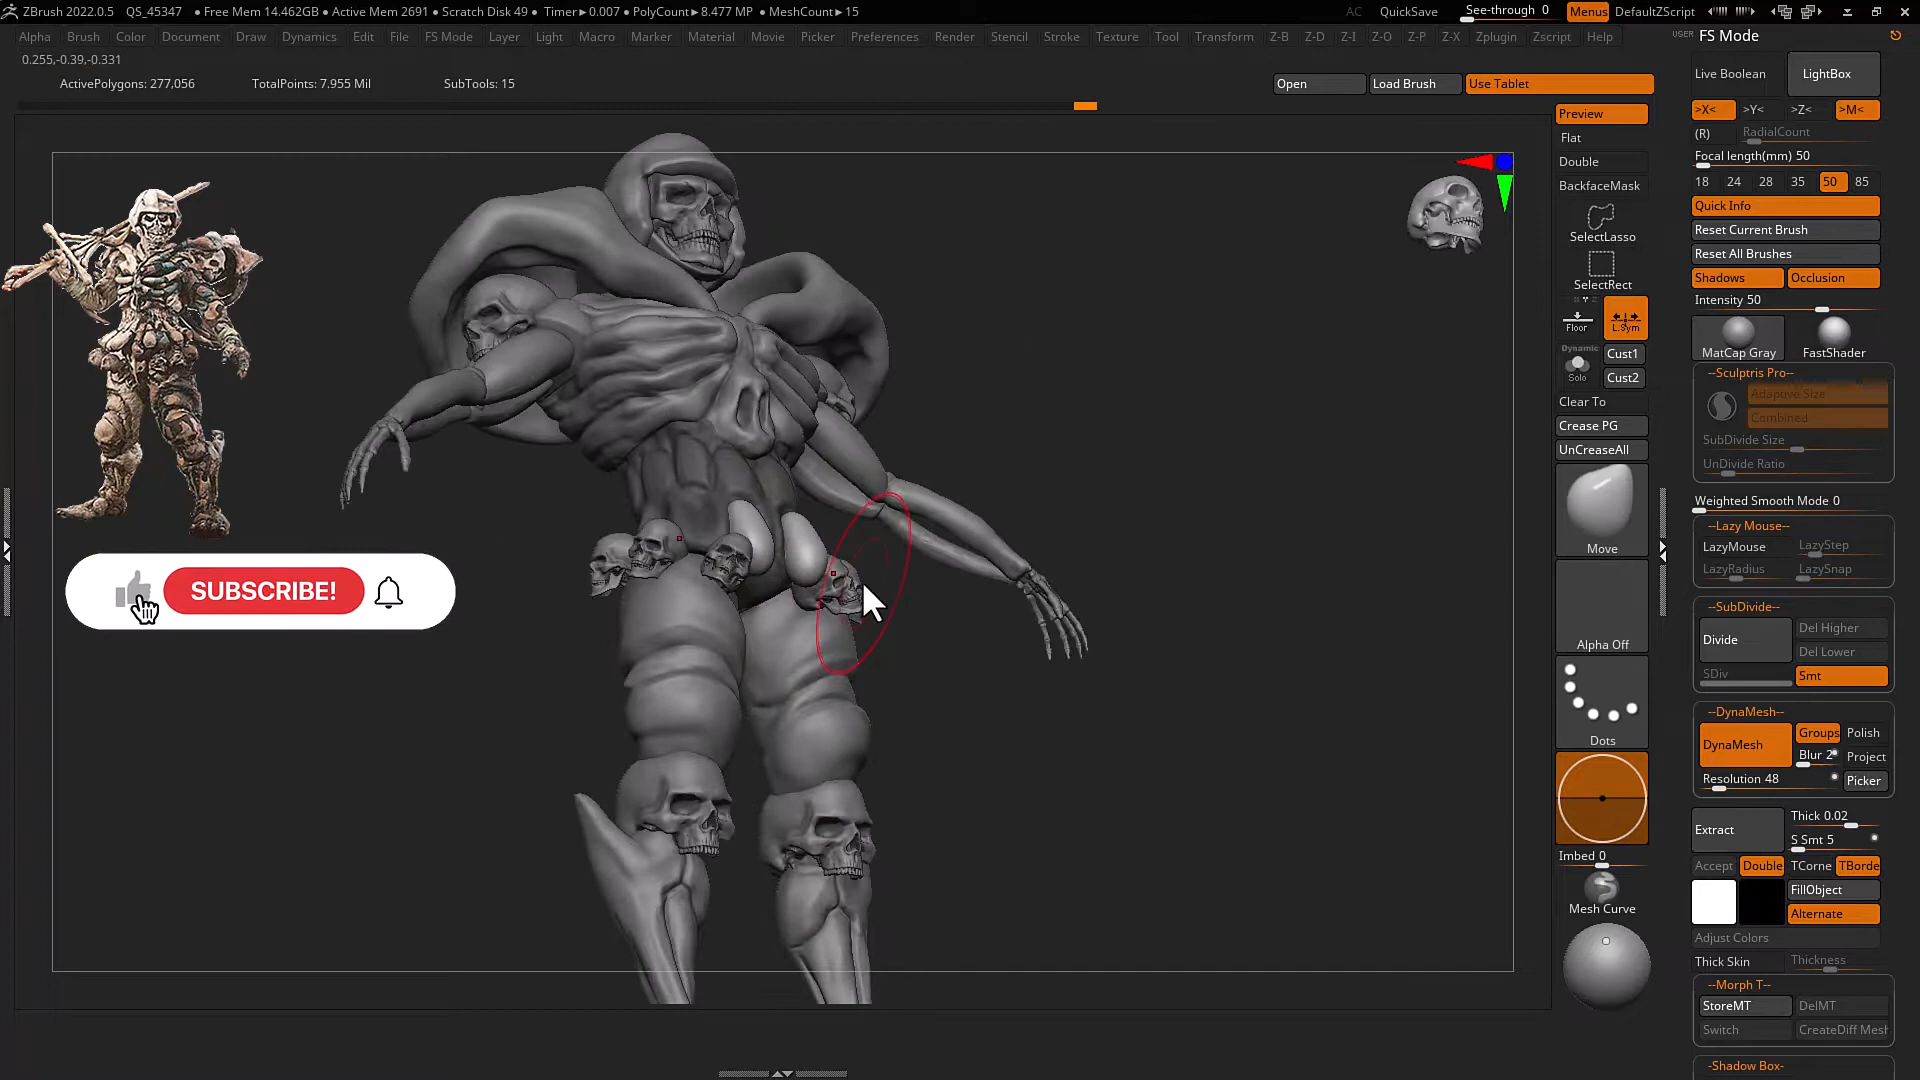 ZBrush 2022.0.5 QS_45347 • Free Mem 14.462GB • Active Mem 2691 • Scratch Disk 49 • Timer▸0.007 • PolyCount▸8.477 MP • MeshCount▸15 AC QuickSave See-through 0 Menus DefaultZScript
Alpha Brush Color Document Draw Dynamics Edit File FS Mode Layer Light Macro Marker Material Movie Picker Preferences Render Stencil Stroke Texture Tool Transform Z-B Z-D Z-I Z-O Z-P Z-X Zplugin Zscript Help
USER FS Mode
0.255,-0.39,-0.331
ActivePolygons: 277,056 TotalPoints: 7.955 Mil SubTools: 15 Open Load Brush Use Tablet
SUBSCRIBE!
Preview
Flat
Double
BackfaceMask
SelectLasso
SelectRect
Floor L.Sym
Dynamic Cust1
Solo Cust2
Clear To
Crease PG
UnCreaseAll
Move
Alpha Off
Dots
Imbed 0
Mesh Curve
Live Boolean LightBox
>X< >Y< >Z< >M<
(R) RadialCount
Focal length(mm) 50
18 24 28 35 50 85
Quick Info
Reset Current Brush
Reset All Brushes
Shadows Occlusion
Intensity 50
MatCap Gray FastShader
--Sculptris Pro--
Adaptive Size
Combined
SubDivide Size
UnDivide Ratio
Weighted Smooth Mode 0
--Lazy Mouse--
LazyMouse LazyStep
LazyRadius LazySnap
--SubDivide--
Divide Del Higher
Del Lower
SDiv Smt
--DynaMesh--
DynaMesh Groups Polish
Blur 2 Project
Resolution 48 Picker
Extract Thick 0.02
S Smt 5
Accept Double TCorne TBorde
FillObject
Alternate
Adjust Colors
Thick Skin Thickness
--Morph T--
StoreMT DelMT
Switch CreateDiff Mesh
--Shadow Box-